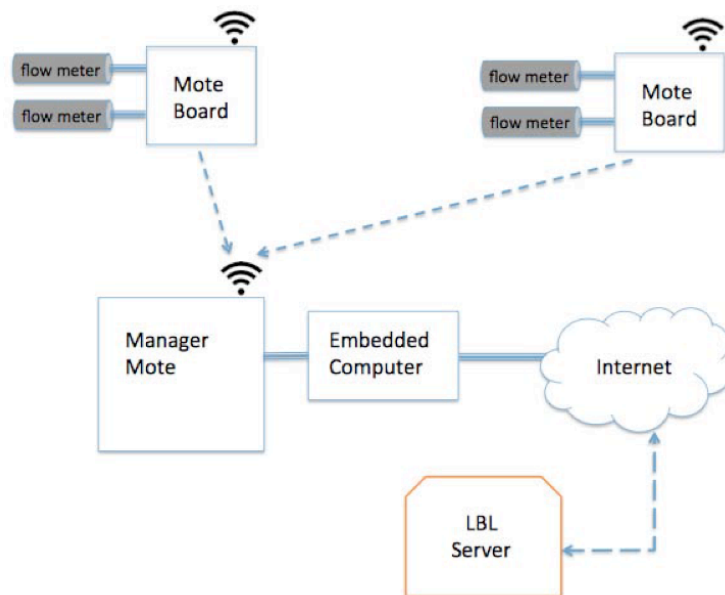 flow meter
flow meter
Mote
Board
flow meter
flow meter
Mote
Board
Manager
Mote
Embedded
Computer
Internet
LBL
Server